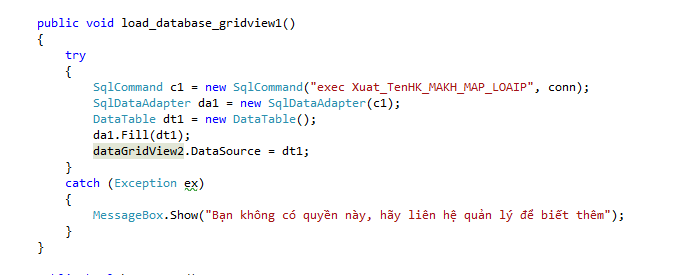 public void load_database_gridview1()
{
try
{
SqlCommand c1 = new SqlCommand("exec Xuat_TenHK_MAKH_MAP_LOAIP", conn);
SqlDataAdapter da1 = new SqlDataAdapter(c1);
DataTable dt1 = new DataTable();
da1.Fill(dt1);
dataGridView2.DataSource = dt1;
}
catch (Exception ex)
{
MessageBox.Show("Bạn không có quyền này, hãy liên hệ quản lý để biết thêm");
}
}